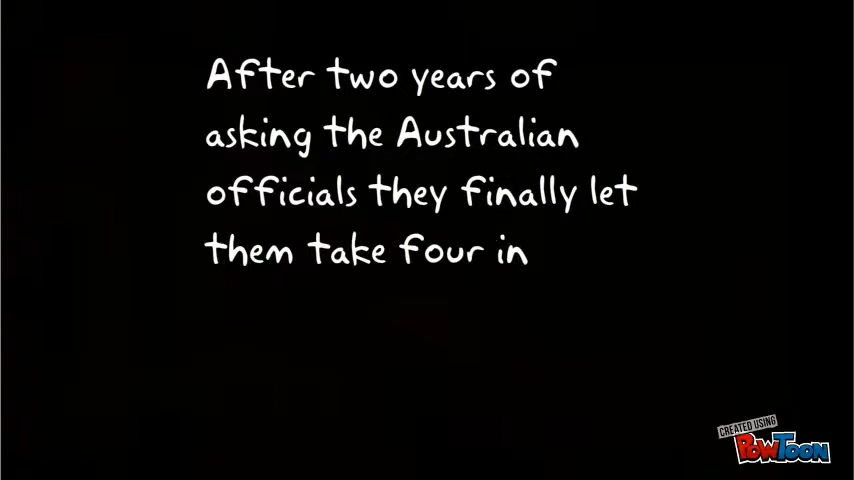 After two years of
asking the Australian
officials they finally let
them take four in
CREATED USING
POWTOON